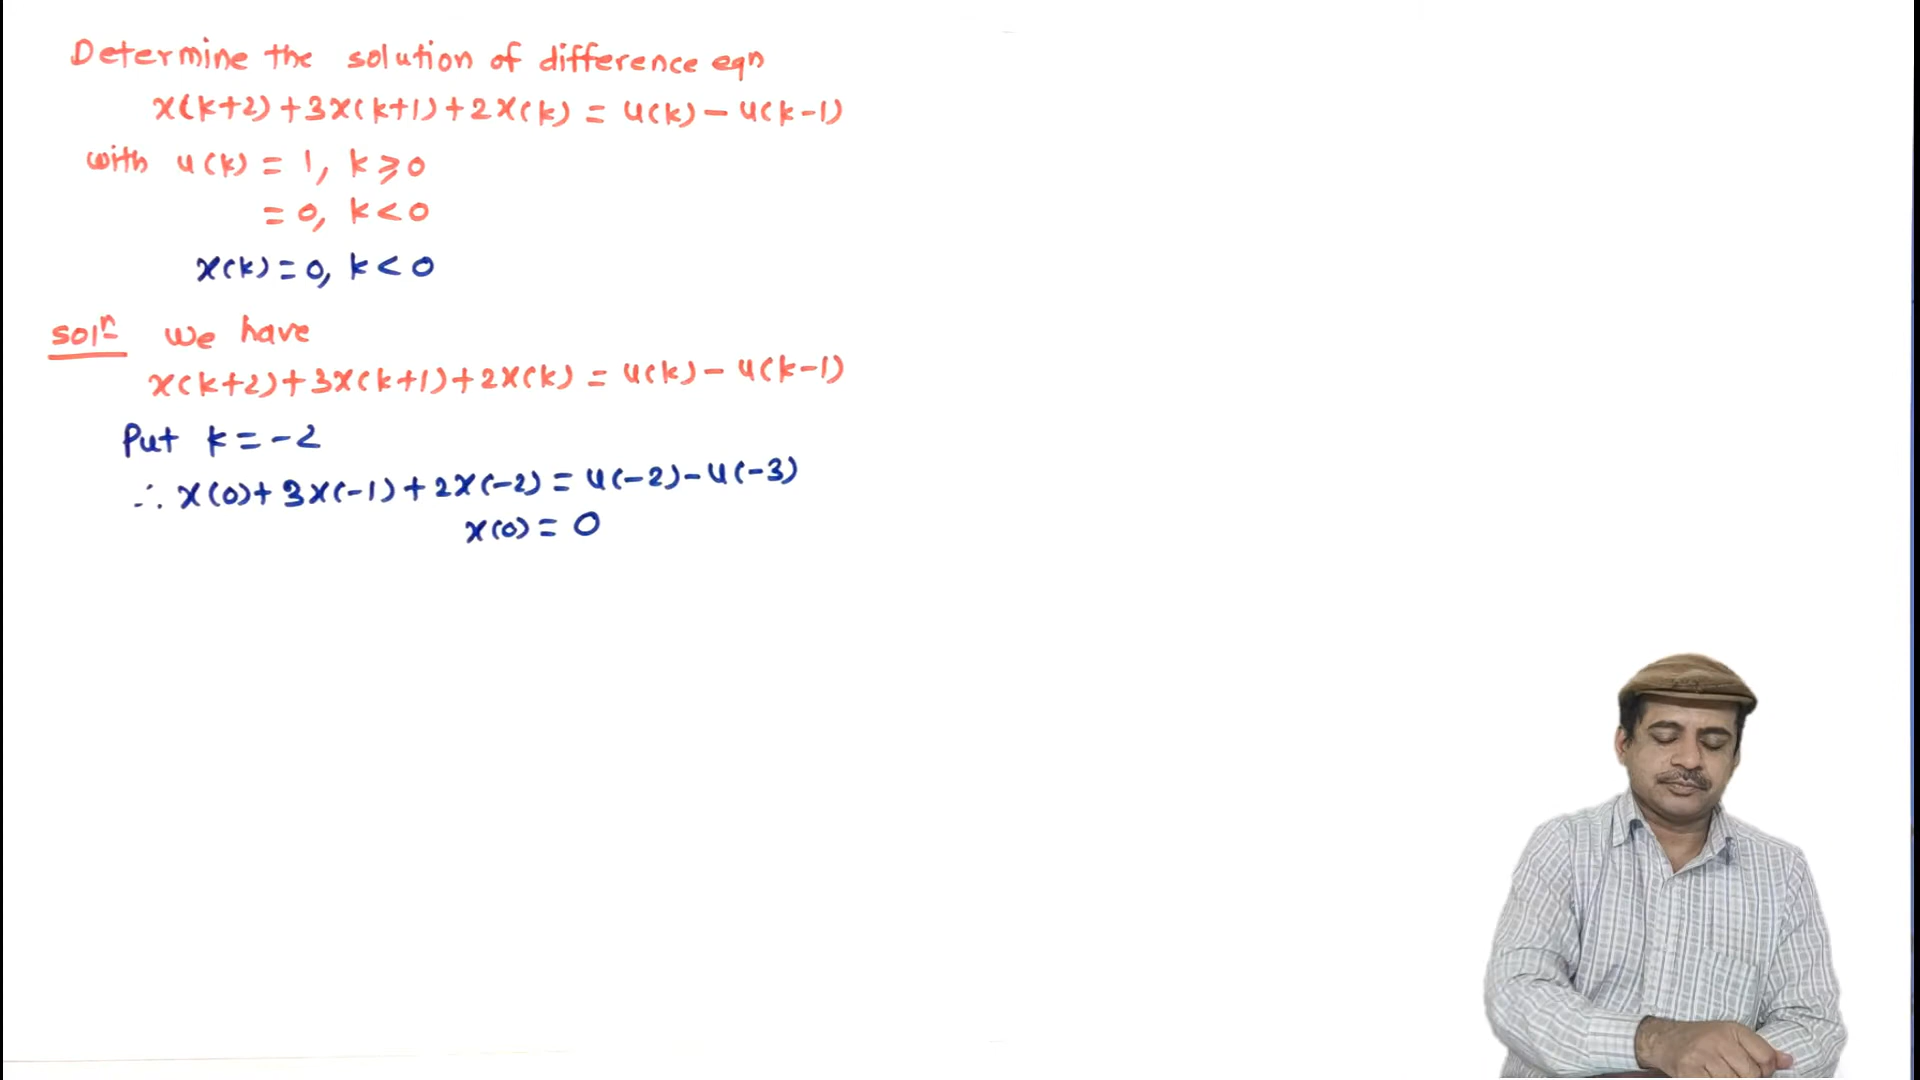 Determine the solution of difference eqn
x(k+2)+3x(k+1)+2x(k) = u(k) - u(k-1)
with u(k) = 1, k ≥ 0
= 0, k < 0
x(k) = 0, k < 0
Solⁿ We have
x(k+2)+3x(k+1)+2x(k) = u(k) - u(k-1)
Put k = -2
∴ x(0)+3x(-1)+2x(-2) = u(-2) - u(-3)
x(0) = 0